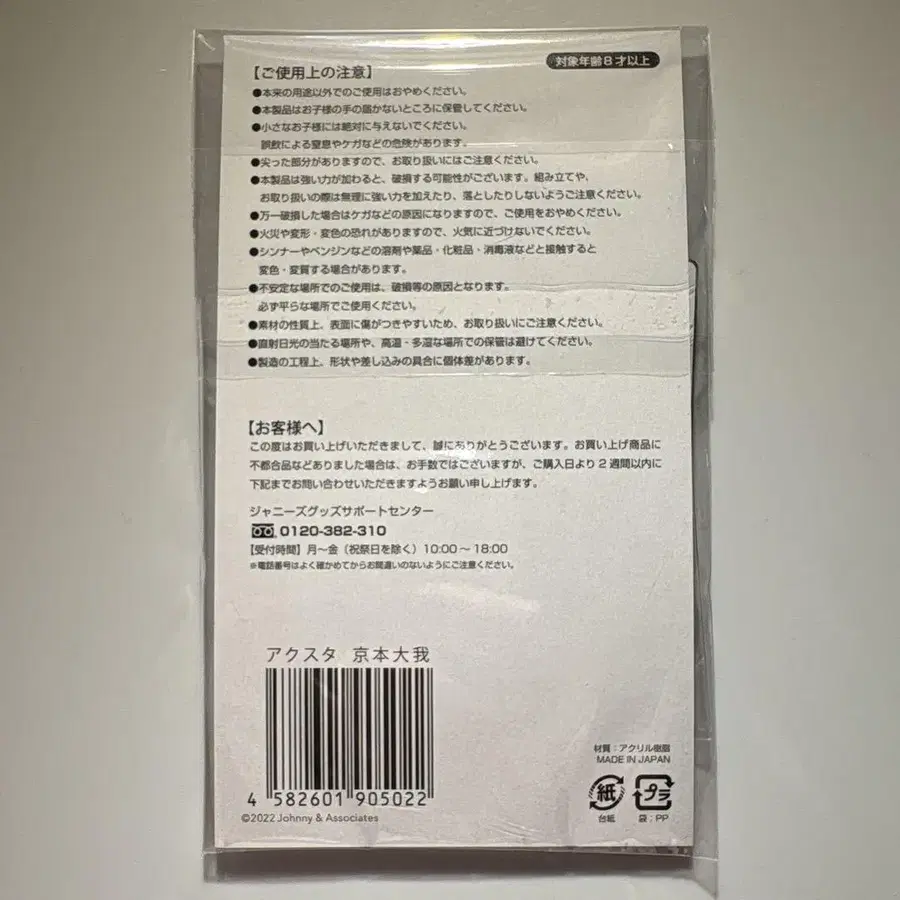 対象年齢8才以上
【ご使用上の注意】
●本来の用途以外でのご使用はおやめください。
●本製品はお子様の手の届かないところに保管してください。
●小さなお子様には絶対に与えないでください。
誤飲による窒息やケガなどの危険があります。
●尖った部分がありますので、お取り扱いにはご注意ください。
●本製品は強い力が加わると、破損する可能性がございます。組み立てや、
お取り扱いの際は無理に強い力を加えたり、落としたりしないようご注意ください。
●万一破損した場合はケガなどの原因になりますので、ご使用をおやめください。
●火災や変形・変色の恐れがありますので、火気に近づけないでください。
●シンナーやベンジンなどの溶剤や薬品・化粧品・消毒液などと接触すると
変色・変質する場合があります。
●不安定な場所でのご使用は、破損等の原因となります。
必ず平らな場所でご使用ください。
●素材の性質上、表面に傷がつきやすいため、お取り扱いにご注意ください。
●直射日光の当たる場所や、高温・多湿な場所での保管は避けてください。
●製造の工程上、形状や差し込みの具合に個体差があります。
【お客様へ】
この度はお買い上げいただきまして、誠にありがとうございます。お買い上げ商品に
不都合品などありました場合は、お手数ではございますが、ご購入日より2週間以内に
下記までお問い合わせいただきますようお願い申し上げます。
ジャニーズグッズサポートセンター
0120-382-310
【受付時間】月～金（祝祭日を除く）10:00～18:00
※電話番号はよく確かめてからお間違いのないようにご注意ください。
アクスタ 京本大我
4 582601 905022
©2022 Johnny & Associates
材質：アクリル樹脂
MADE IN JAPAN
紙 プラ
台紙 袋：PP